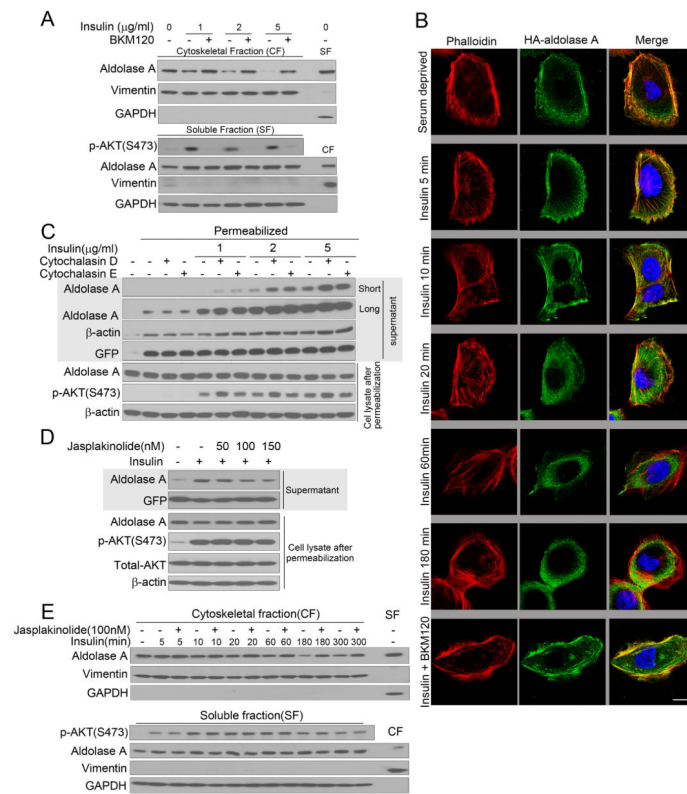 A
Insulin (μg/ml) 0 1 2 5 0
BKM120 - - + - + - +
Cytoskeletal Fraction (CF) SF
Aldolase A
Vimentin
GAPDH
Soluble Fraction (SF)
p-AKT(S473) CF
Aldolase A
Vimentin
GAPDH
B
Phalloidin HA-aldolase A Merge
Serum deprived
Insulin 5 min
Insulin 10 min
Insulin 20 min
Insulin 60min
Insulin 180 min
Insulin + BKM120
C
Permeabilized
Insulin(μg/ml) 1 2 5
Cytochalasin D - - + - - + - - + - - + -
Cytochalasin E - - - + - - + - - + - - +
Aldolase A Short
Aldolase A Long
β-actin
GFP
supernatant
Aldolase A
p-AKT(S473)
β-actin
Cell lysate after
permeabilization
D
Jasplakinolide(nM) - - 50 100 150
Insulin - + + + +
Aldolase A
GFP
Supernatant
Aldolase A
p-AKT(S473)
Total-AKT
β-actin
Cell lysate after
permeabilization
E
Cytoskeletal fraction(CF) SF
Jasplakinolide(100nM) - - + - + - + - + - + - + -
Insulin(min) - 5 5 10 10 20 20 60 60 180 180 300 300 -
Aldolase A
Vimentin
GAPDH
Soluble fraction(SF)
p-AKT(S473) CF
Aldolase A
Vimentin
GAPDH